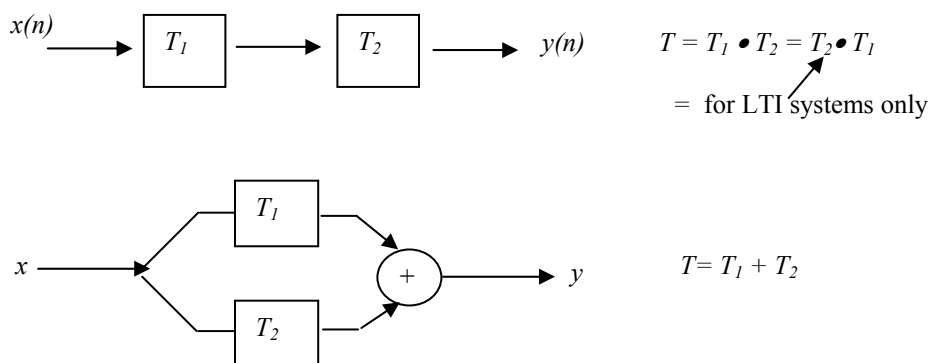 x(n) T₁ T₂ y(n) T = T₁ • T₂ = T₂ • T₁
= for LTI systems only
T₁
x + y T= T₁ + T₂
T₂